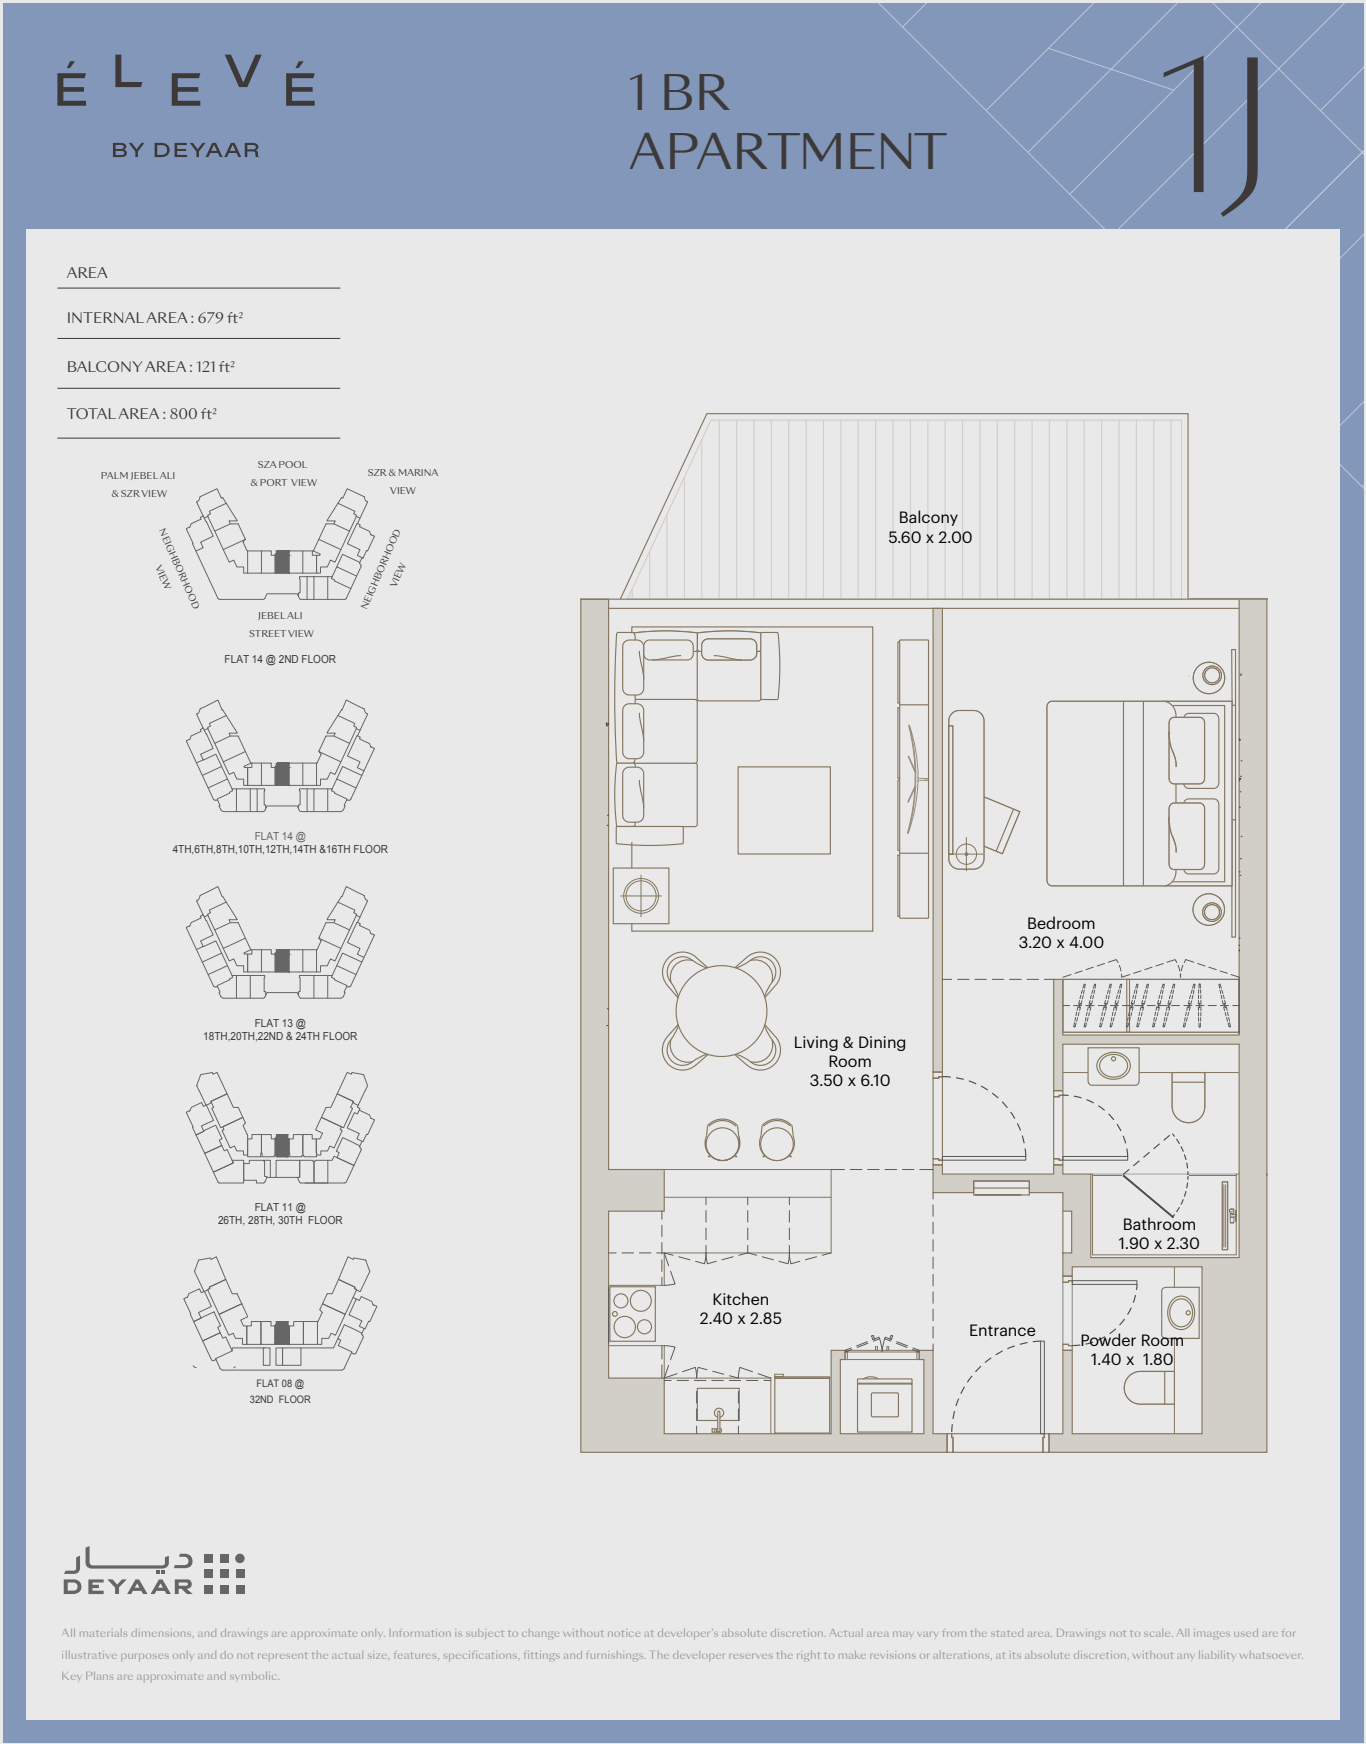 ÉLEVÉ
BY DEYAAR
1 BR
APARTMENT
1J
AREA
INTERNAL AREA : 679 ft²
BALCONY AREA : 121 ft²
TOTAL AREA : 800 ft²
PALM JEBEL ALI
& SZR VIEW
SZA POOL
& PORT VIEW
SZR & MARINA
VIEW
NEIGHBORHOOD
VIEW
NEIGHBORHOOD
VIEW
JEBEL ALI
STREET VIEW
FLAT 14 @ 2ND FLOOR
FLAT 14 @
4TH,6TH,8TH,10TH,12TH,14TH &16TH FLOOR
FLAT 13 @
18TH,20TH,22ND & 24TH FLOOR
FLAT 11 @
26TH, 28TH, 30TH FLOOR
FLAT 08 @
32ND FLOOR
Balcony
5.60 x 2.00
Bedroom
3.20 x 4.00
Living & Dining
Room
3.50 x 6.10
Bathroom
1.90 x 2.30
Kitchen
2.40 x 2.85
Entrance
Powder Room
1.40 x 1.80
ديار
DEYAAR
All materials dimensions, and drawings are approximate only. Information is subject to change without notice at developer's absolute discretion. Actual area may vary from the stated area. Drawings not to scale. All images used are for
illustrative purposes only and do not represent the actual size, features, specifications, fittings and furnishings. The developer reserves the right to make revisions or alterations, at its absolute discretion, without any liability whatsoever.
Key Plans are approximate and symbolic.